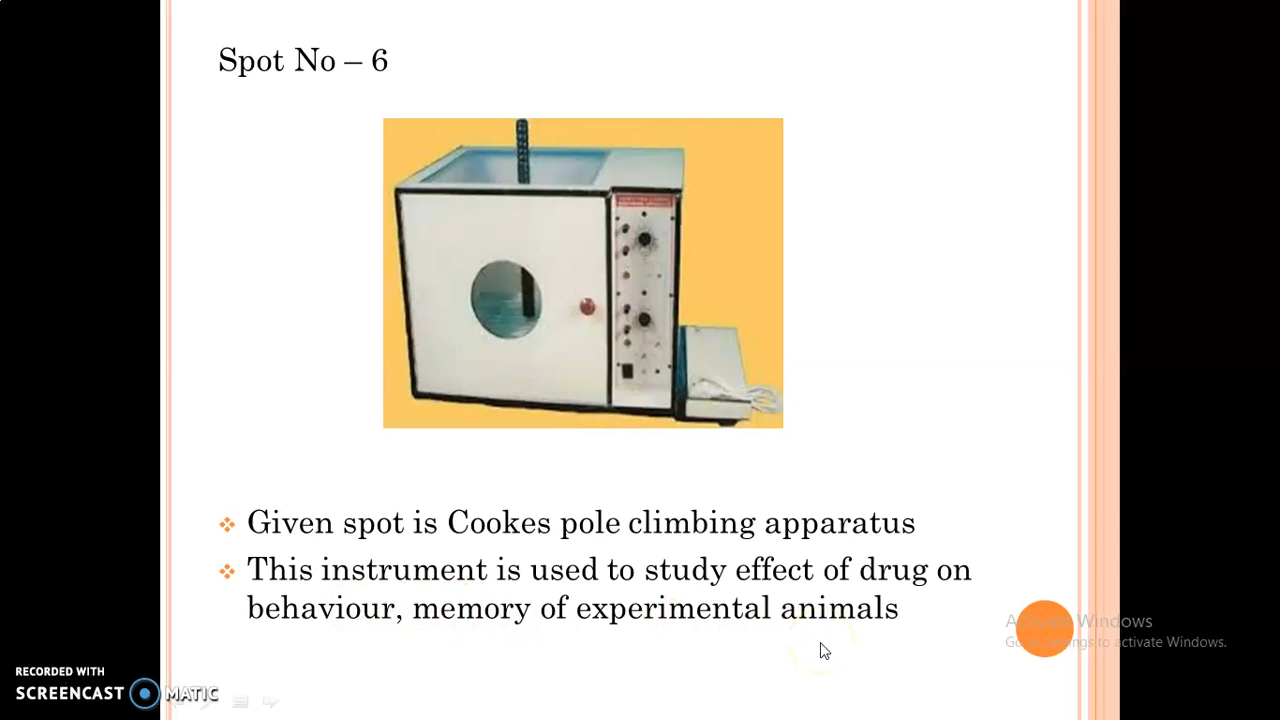 Spot No – 6
Given spot is Cookes pole climbing apparatus
This instrument is used to study effect of drug on
behaviour, memory of experimental animals
Activate Windows
Go to Settings to activate Windows.
RECORDED WITH
SCREENCAST MATIC